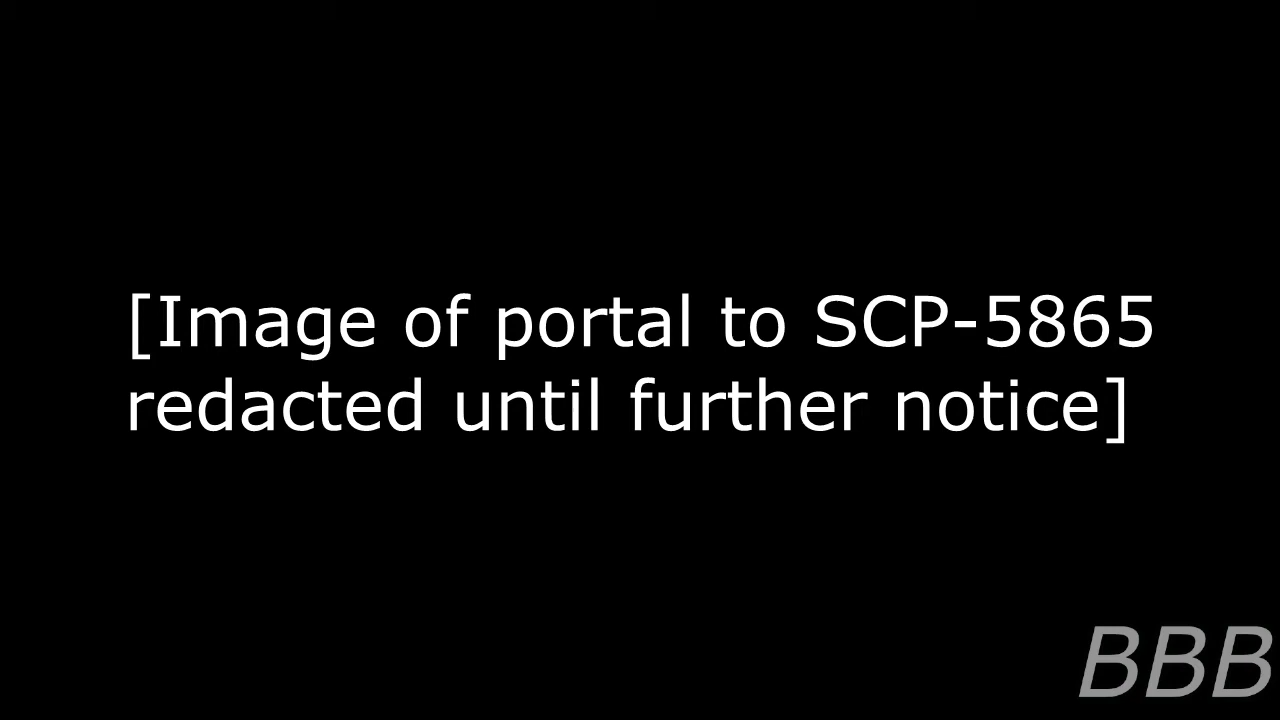 [Image of portal to SCP-5865
redacted until further notice]
BBB